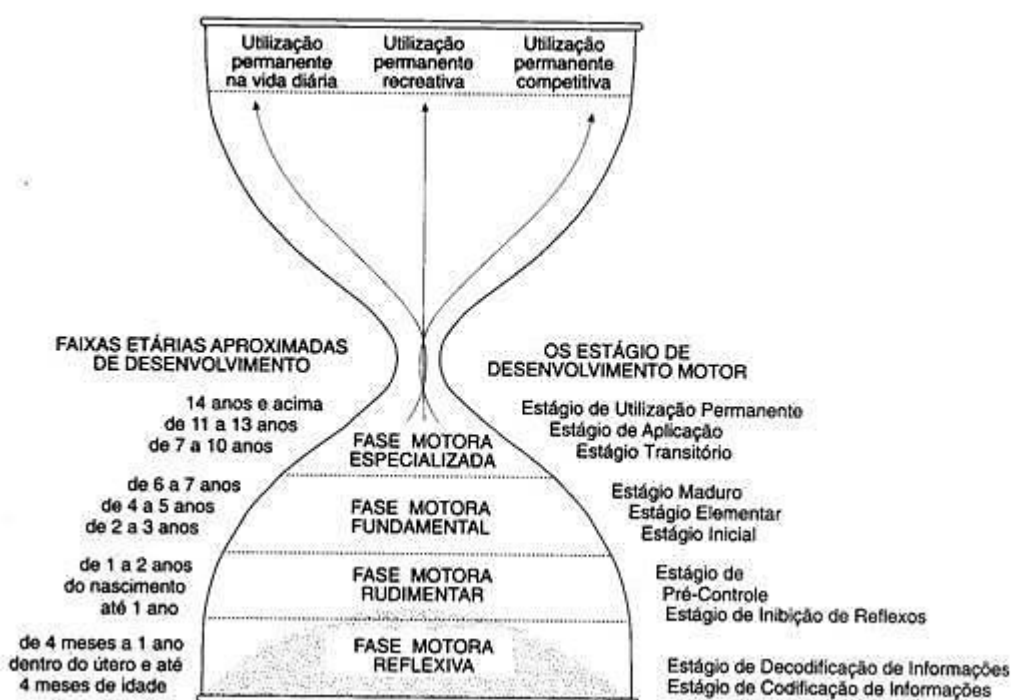 Utilização permanente na vida diária
Utilização permanente recreativa
Utilização permanente competitiva
FAIXAS ETÁRIAS APROXIMADAS
DE DESENVOLVIMENTO
OS ESTÁGIO DE
DESENVOLVIMENTO MOTOR
14 anos e acima
de 11 a 13 anos
de 7 a 10 anos
FASE MOTORA
ESPECIALIZADA
Estágio de Utilização Permanente
Estágio de Aplicação
Estágio Transitório
de 6 a 7 anos
de 4 a 5 anos
de 2 a 3 anos
FASE MOTORA
FUNDAMENTAL
Estágio Maduro
Estágio Elementar
Estágio Inicial
de 1 a 2 anos
do nascimento
até 1 ano
FASE MOTORA
RUDIMENTAR
Estágio de
Pré-Controle
Estágio de Inibição de Reflexos
de 4 meses a 1 ano
dentro do útero e até
4 meses de idade
FASE MOTORA
REFLEXIVA
Estágio de Decodificação de Informações
Estágio de Codificação de Informações